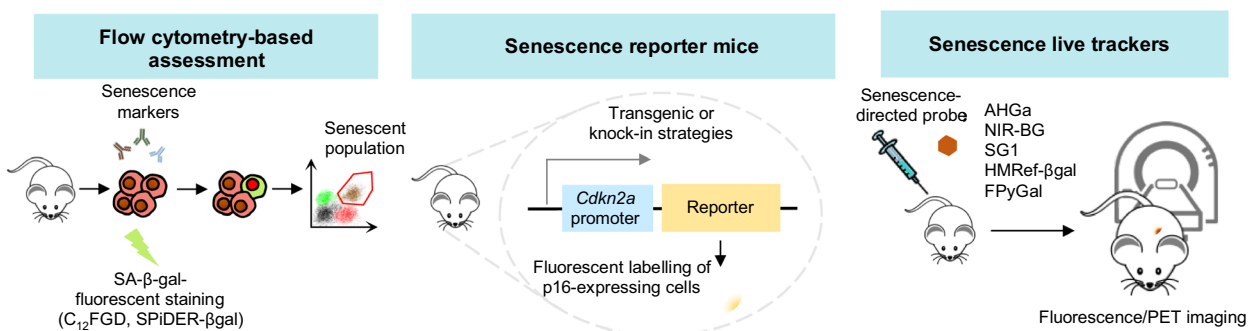 Flow cytometry-based
assessment
Senescence
markers
Senescent
population
SA-β-gal-
fluorescent staining
(C₁₂FGD, SPiDER-βgal)
Senescence reporter mice
Transgenic or
knock-in strategies
Cdkn2a
promoter
Reporter
Fluorescent labelling of
p16-expressing cells
Senescence live trackers
Senescence-
directed probe
AHGa
NIR-BG
SG1
HMRef-βgal
FPyGal
Fluorescence/PET imaging